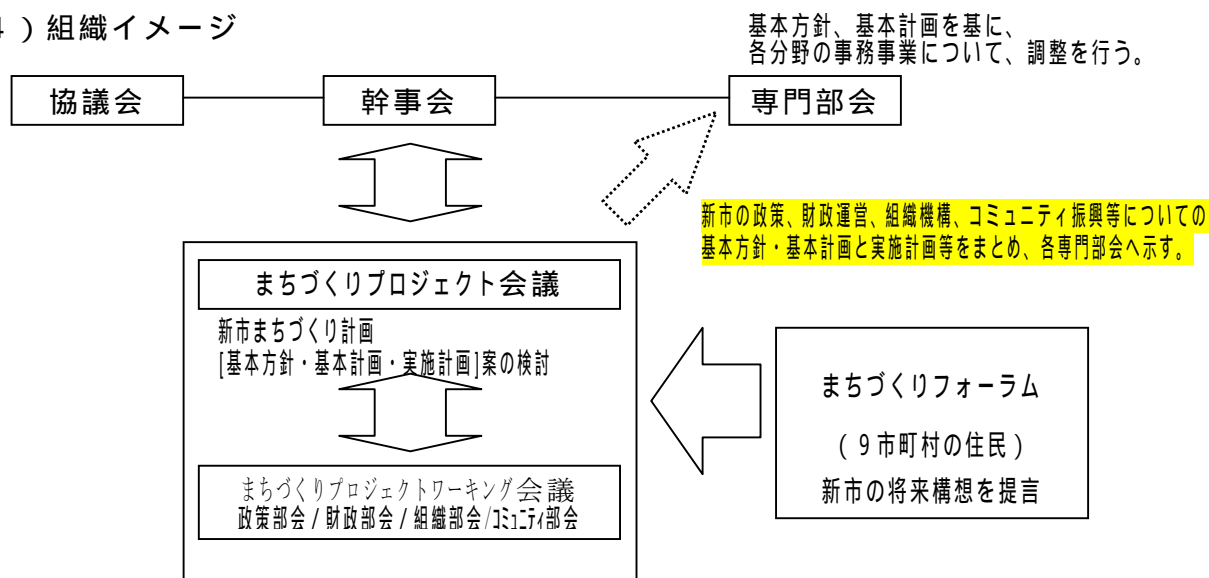 4）組織イメージ
基本方針、基本計画を基に、
各分野の事務事業について、調整を行う。
協議会
幹事会
専門部会
新市の政策、財政運営、組織機構、コミュニティ振興等についての
基本方針・基本計画と実施計画等をまとめ、各専門部会へ示す。
まちづくりプロジェクト会議
新市まちづくり計画
[基本方針・基本計画・実施計画]案の検討
まちづくりプロジェクトワーキング会議
政策部会/財政部会/組織部会/ｺﾐｭﾆﾃｨ部会
まちづくりフォーラム
（９市町村の住民）
新市の将来構想を提言